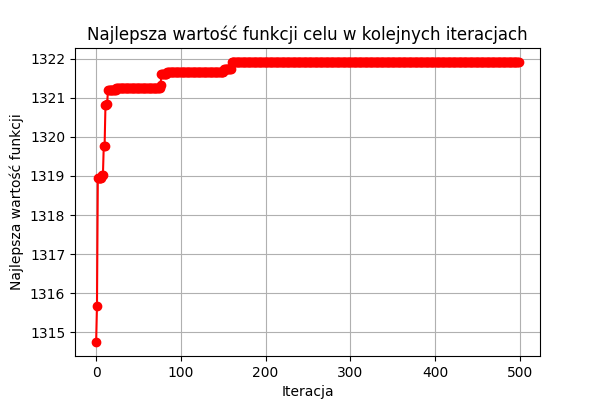 Najlepsza wartość funkcji celu w kolejnych iteracjach
1322
1321
1320
1319
1318
1317
1316
1315
Najlepsza wartość funkcji
0 100 200 300 400 500
Iteracja